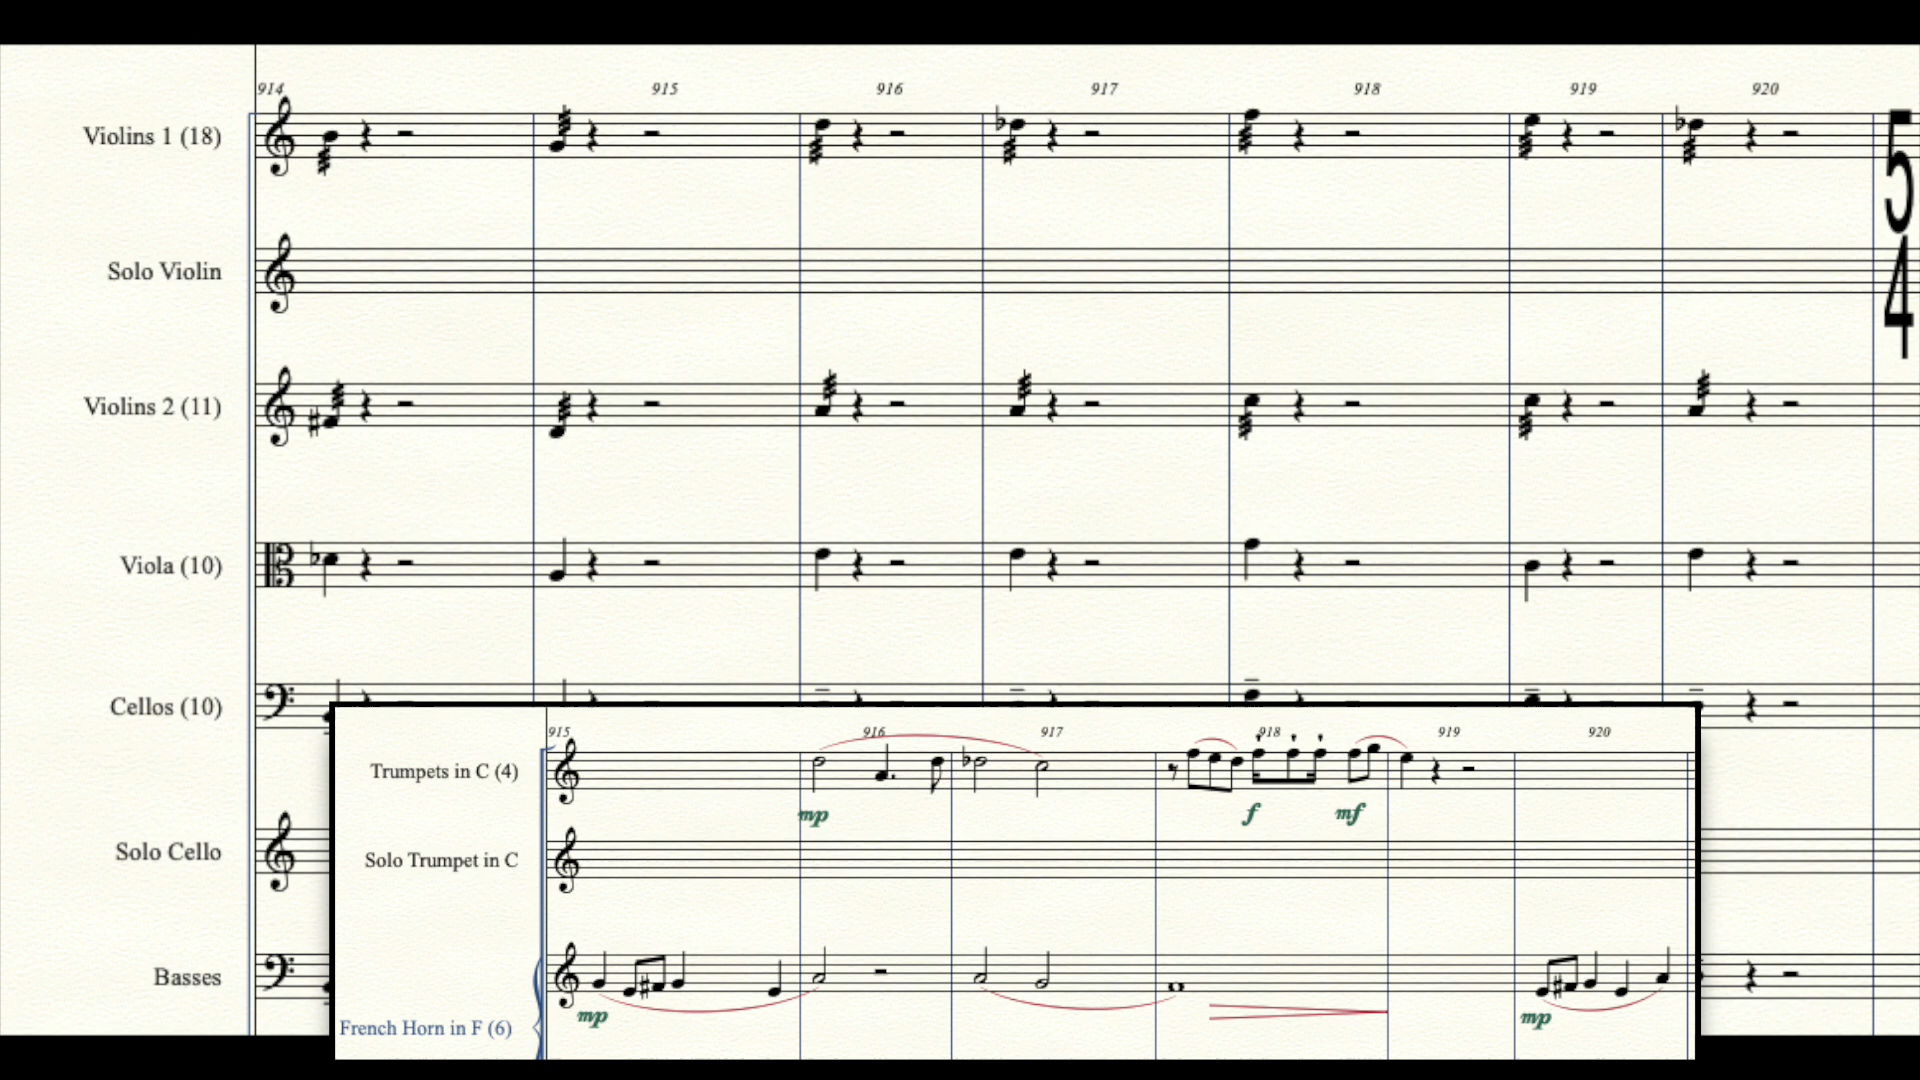 914 915 916 917 918 919 920
Violins 1 (18)
5
4
Solo Violin
Violins 2 (11)
Viola (10)
Cellos (10)
915 916 917 918 919 920
Trumpets in C (4)
mp f mf
Solo Cello
Solo Trumpet in C
Basses
mp mp
French Horn in F (6)